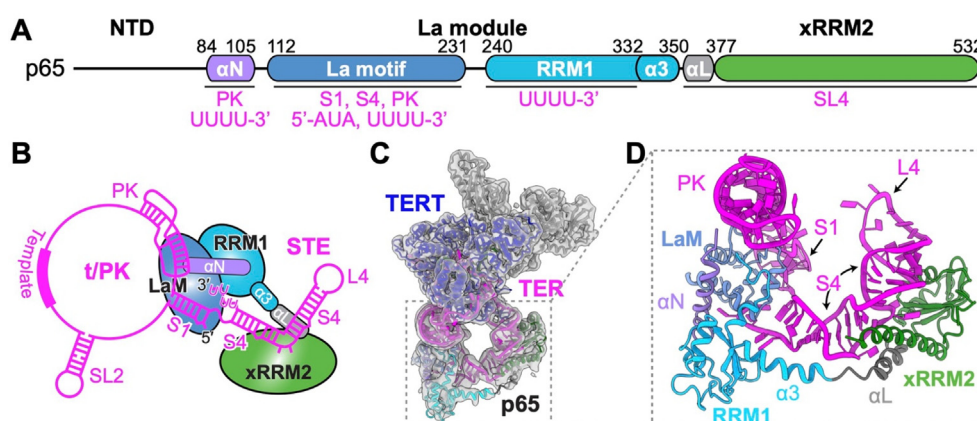 A
NTD
La module
xRRM2
84 105 112 231 240 332 350 377 532
p65
αN
La motif
RRM1
α3
αL
PK
UUUU-3’
S1, S4, PK
5’-AUA, UUUU-3’
UUUU-3’
SL4
B
PK
Template
t/PK
RRM1
αN
LaM
3’
UU
UU
STE
L4
α3
αL
S1
5’
S4
S4
SL2
xRRM2
C
TERT
TER
p65
D
PK
L4
S1
LaM
S4
αN
xRRM2
α3
αL
RRM1